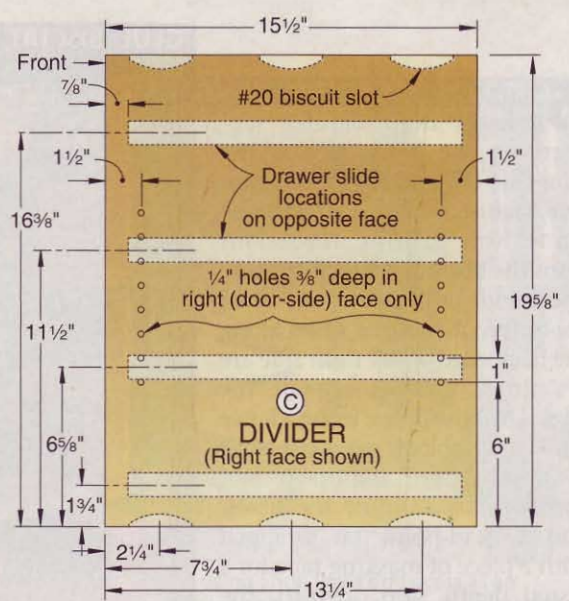 15½"
Front
⅞"
#20 biscuit slot
1½"
1½"
Drawer slide
locations
on opposite face
16⅜"
¼" holes ⅜" deep in
right (door-side) face only
19⅝"
11½"
1"
6⅝"
C
DIVIDER
(Right face shown)
6"
1¾"
2¼"
7¾"
13¼"